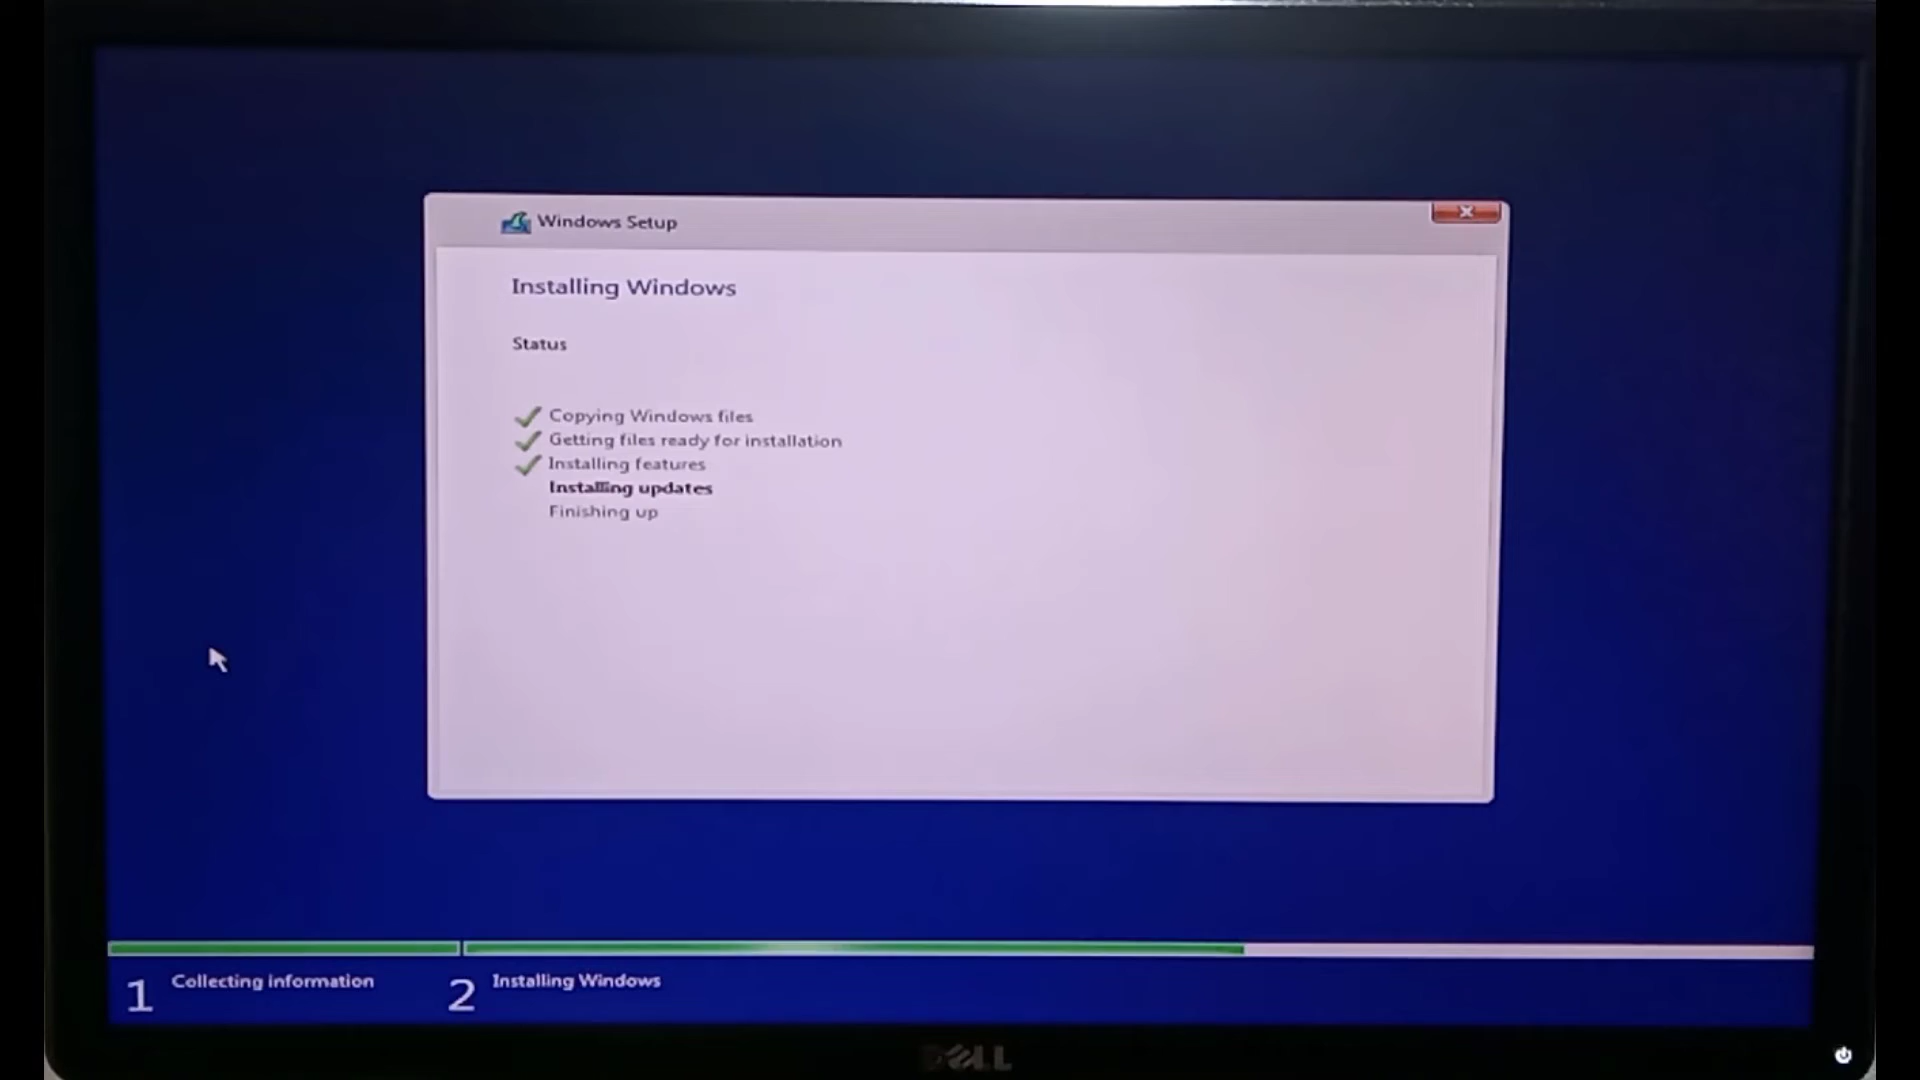 Windows Setup
Installing Windows
Status
Copying Windows files
Getting files ready for installation
Installing features
Installing updates
Finishing up
1 Collecting information
2 Installing Windows
DELL